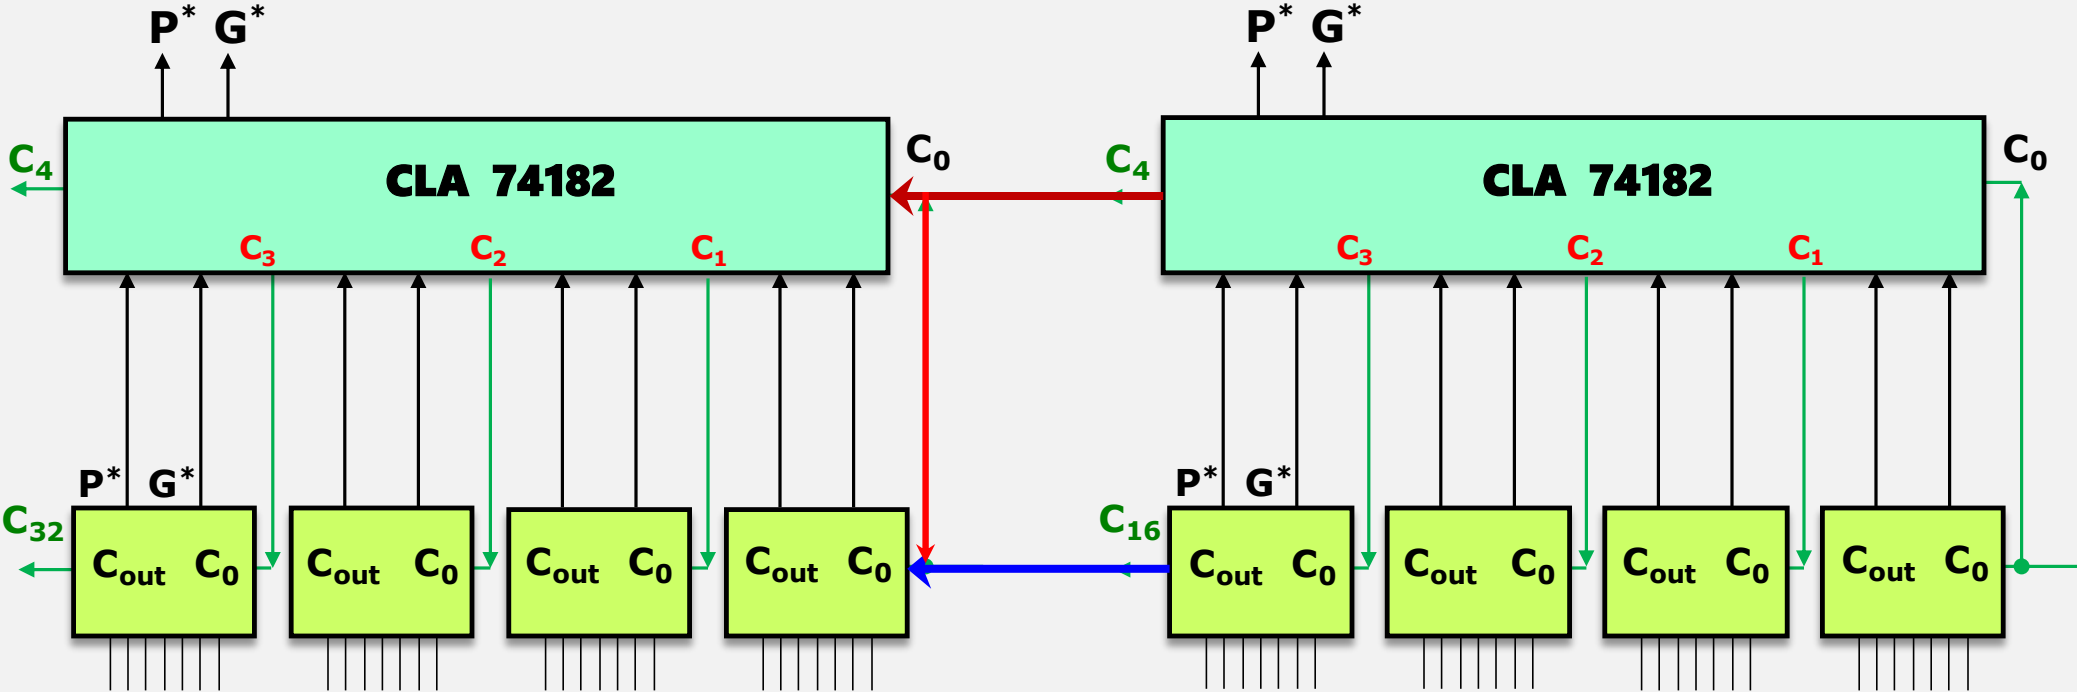 P* G* P* G*
C4 CLA 74182 C0 C4 CLA 74182 C0
C3 C2 C1 C3 C2 C1
P* G* P* G*
C32 C16
Cout C0 Cout C0 Cout C0 Cout C0 Cout C0 Cout C0 Cout C0 Cout C0